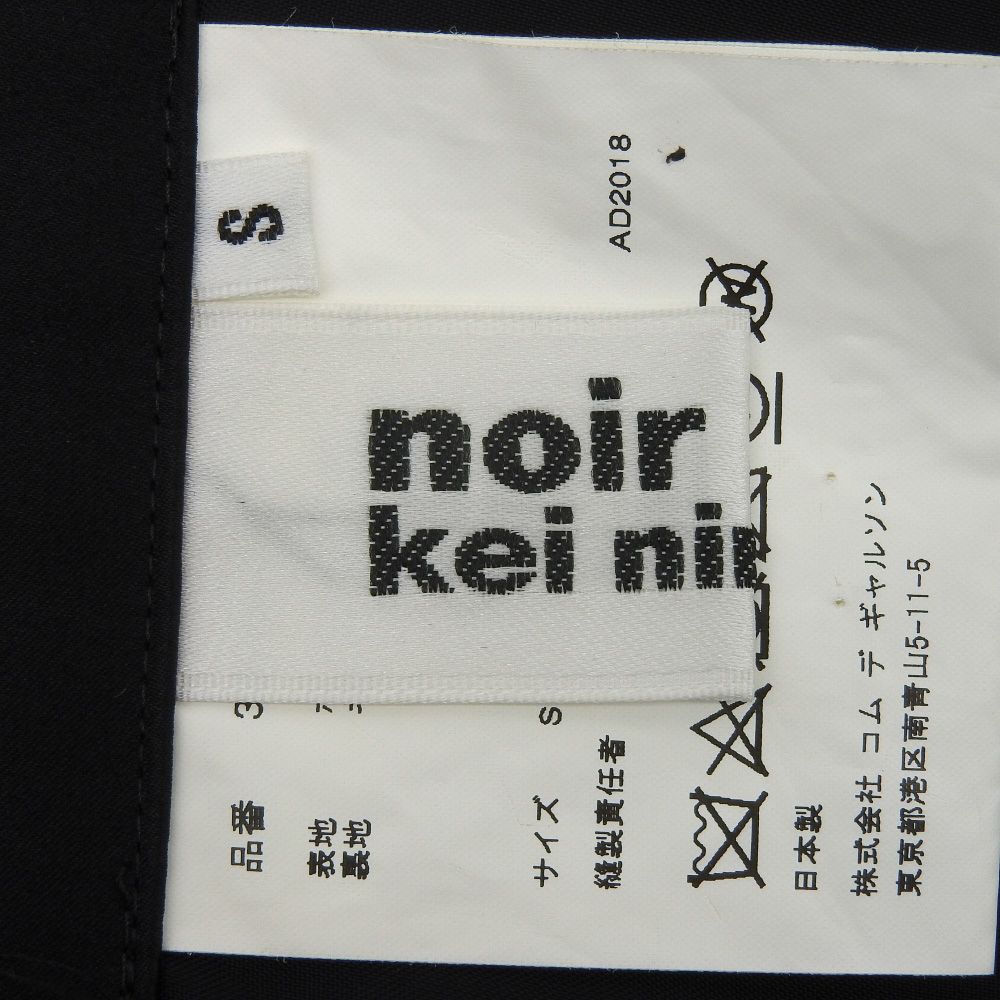 S
noir
kei nin
品番 3
表地
裏地
サイズ S
縫製責任者
AD2018
日本製
株式会社 コム デ ギャルソン
東京都港区南青山5-11-5